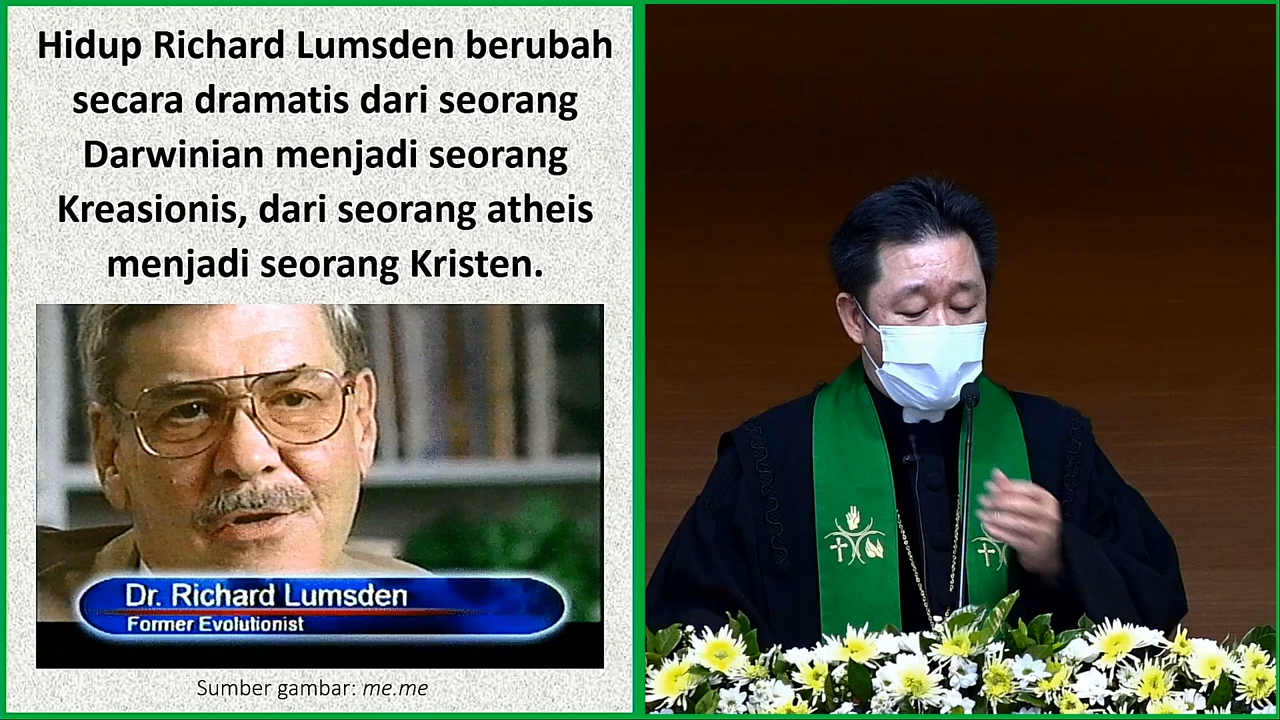 Hidup Richard Lumsden berubah
secara dramatis dari seorang
Darwinian menjadi seorang
Kreasionis, dari seorang atheis
menjadi seorang Kristen.
Dr. Richard Lumsden
Former Evolutionist
Sumber gambar: me.me